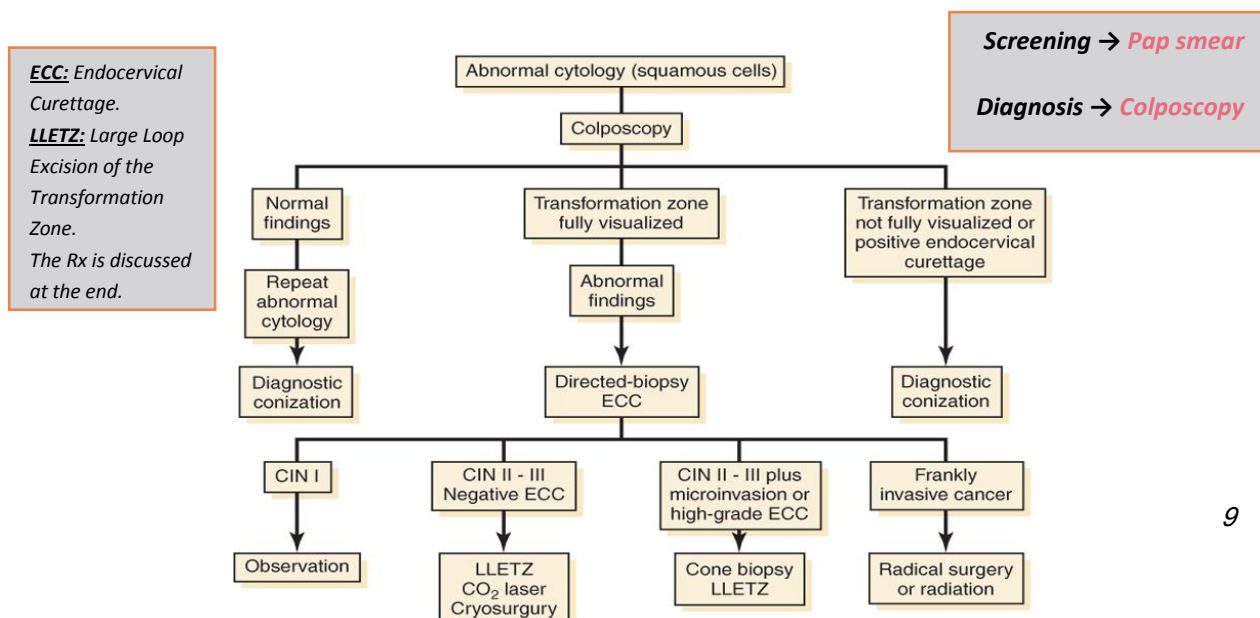 Screening → Pap smear
Diagnosis → Colposcopy
ECC: Endocervical
Curettage.
LLETZ: Large Loop
Excision of the
Transformation
Zone.
The Rx is discussed
at the end.
Abnormal cytology (squamous cells)
Colposcopy
Normal
findings
Repeat
abnormal
cytology
Diagnostic
conization
Transformation zone
fully visualized
Abnormal
findings
Directed-biopsy
ECC
Transformation zone
not fully visualized or
positive endocervical
curettage
Diagnostic
conization
CIN I
Observation
CIN II - III
Negative ECC
LLETZ
CO₂ laser
Cryosurgery
CIN II - III plus
microinvasion or
high-grade ECC
Cone biopsy
LLETZ
Frankly
invasive cancer
Radical surgery
or radiation
9